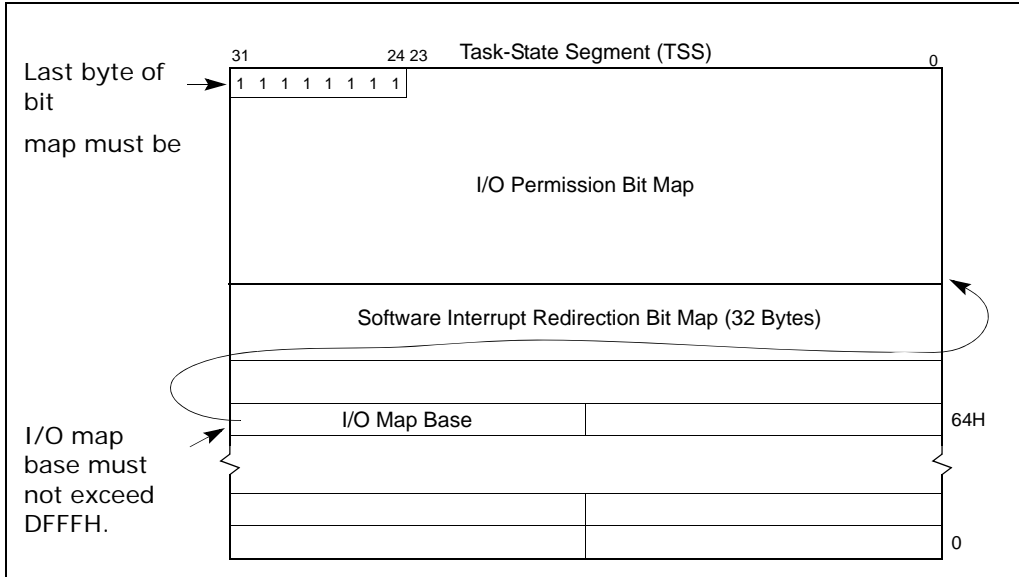 Task-State Segment (TSS)
31 24 23 0
Last byte of
bit
map must be
1 1 1 1 1 1 1 1
I/O Permission Bit Map
Software Interrupt Redirection Bit Map (32 Bytes)
I/O Map Base
64H
I/O map
base must
not exceed
DFFFH.
0